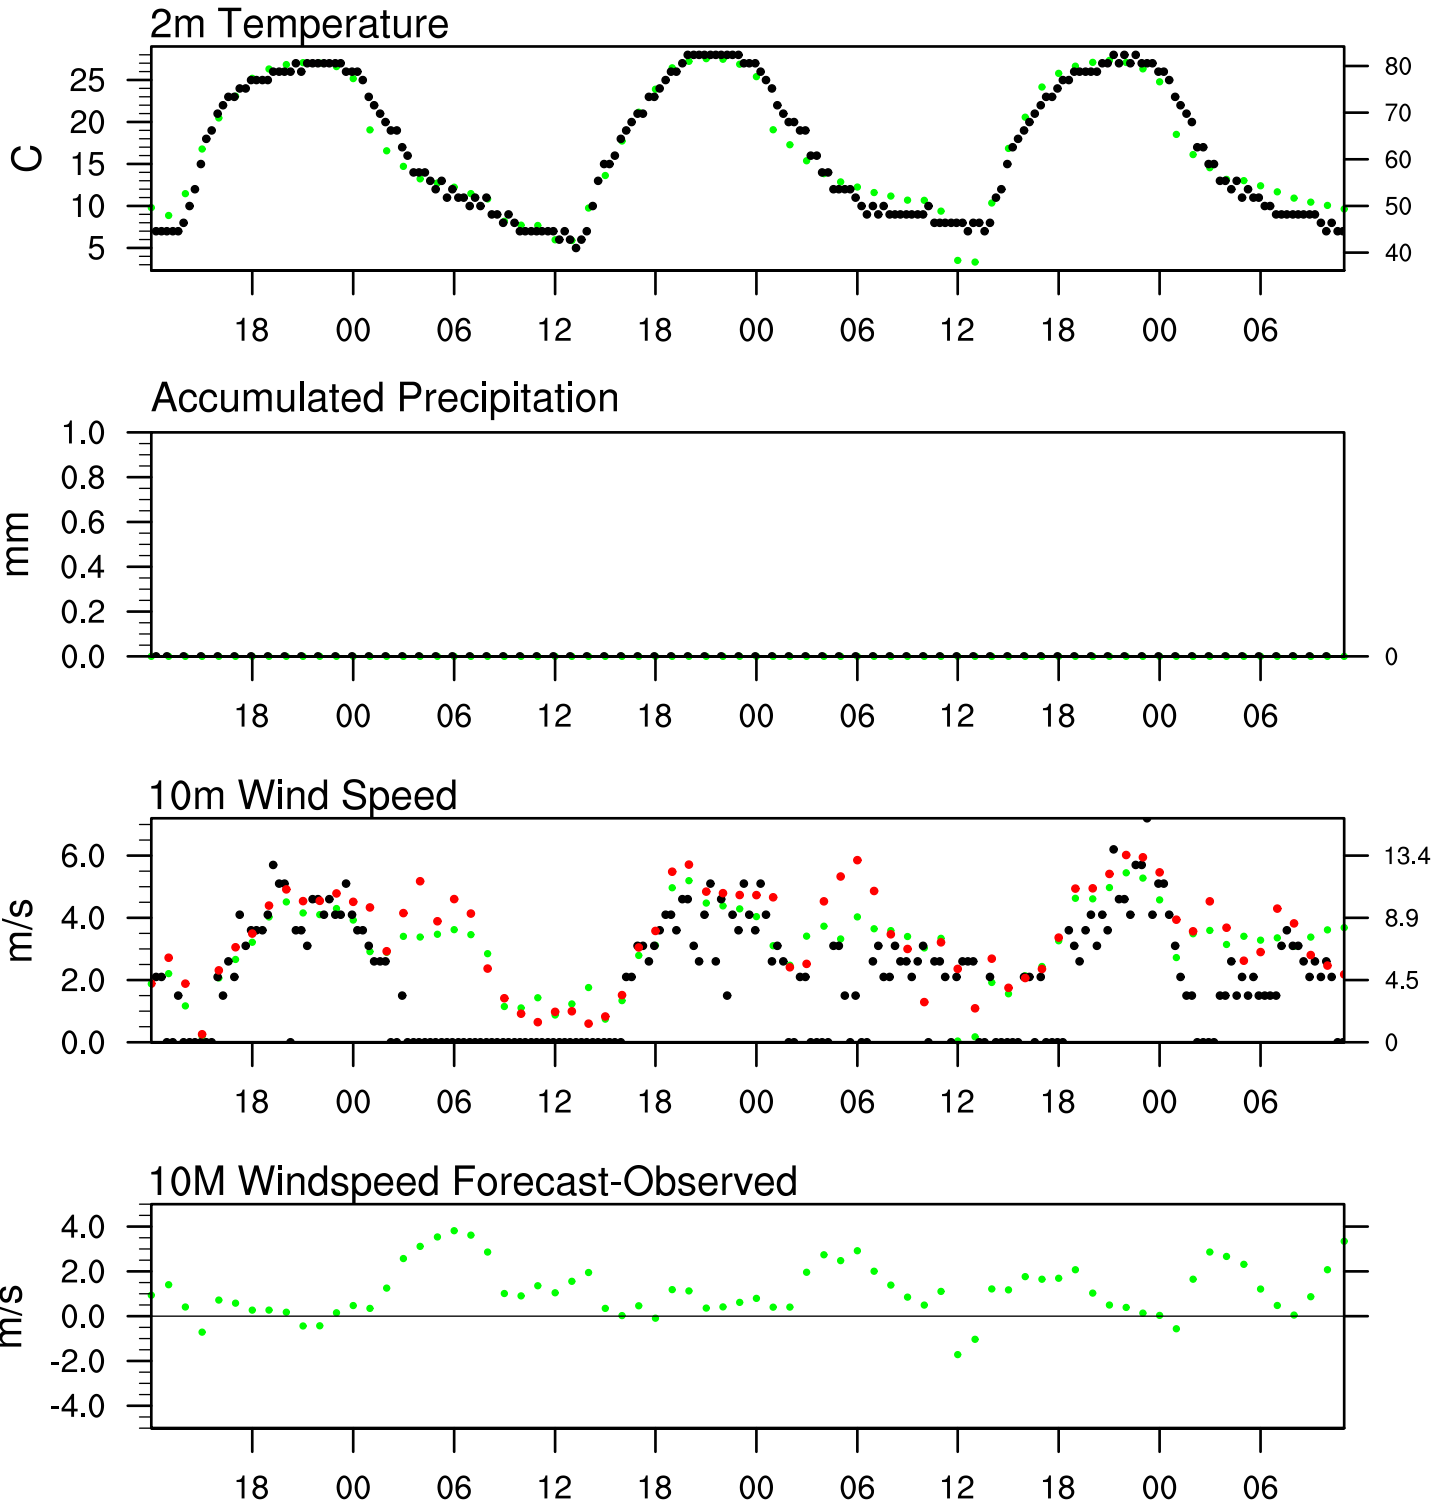 2m Temperature
C
25
20
15
10
5
80
70
60
50
40
18 00 06 12 18 00 06 12 18 00 06
Accumulated Precipitation
mm
1.0
0.8
0.6
0.4
0.2
0.0
0
18 00 06 12 18 00 06 12 18 00 06
10m Wind Speed
m/s
6.0
4.0
2.0
0.0
13.4
8.9
4.5
0
18 00 06 12 18 00 06 12 18 00 06
10M Windspeed Forecast-Observed
m/s
4.0
2.0
0.0
-2.0
-4.0
18 00 06 12 18 00 06 12 18 00 06